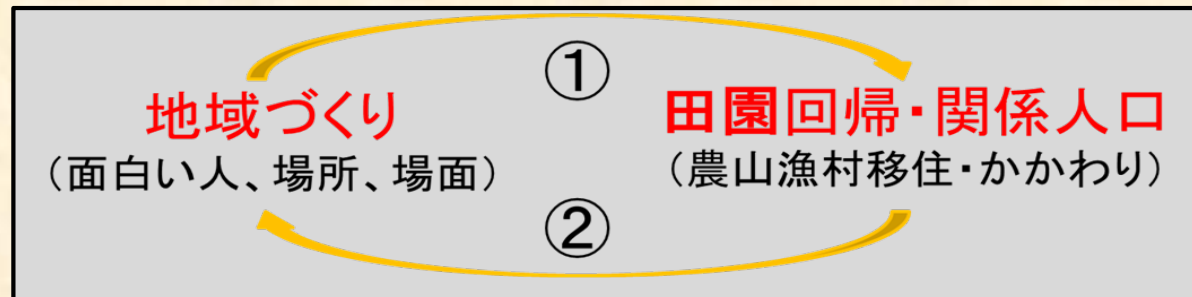 ①
地域づくり
(面白い人、場所、場面)
田園回帰・関係人口
(農山漁村移住・かかわり)
②